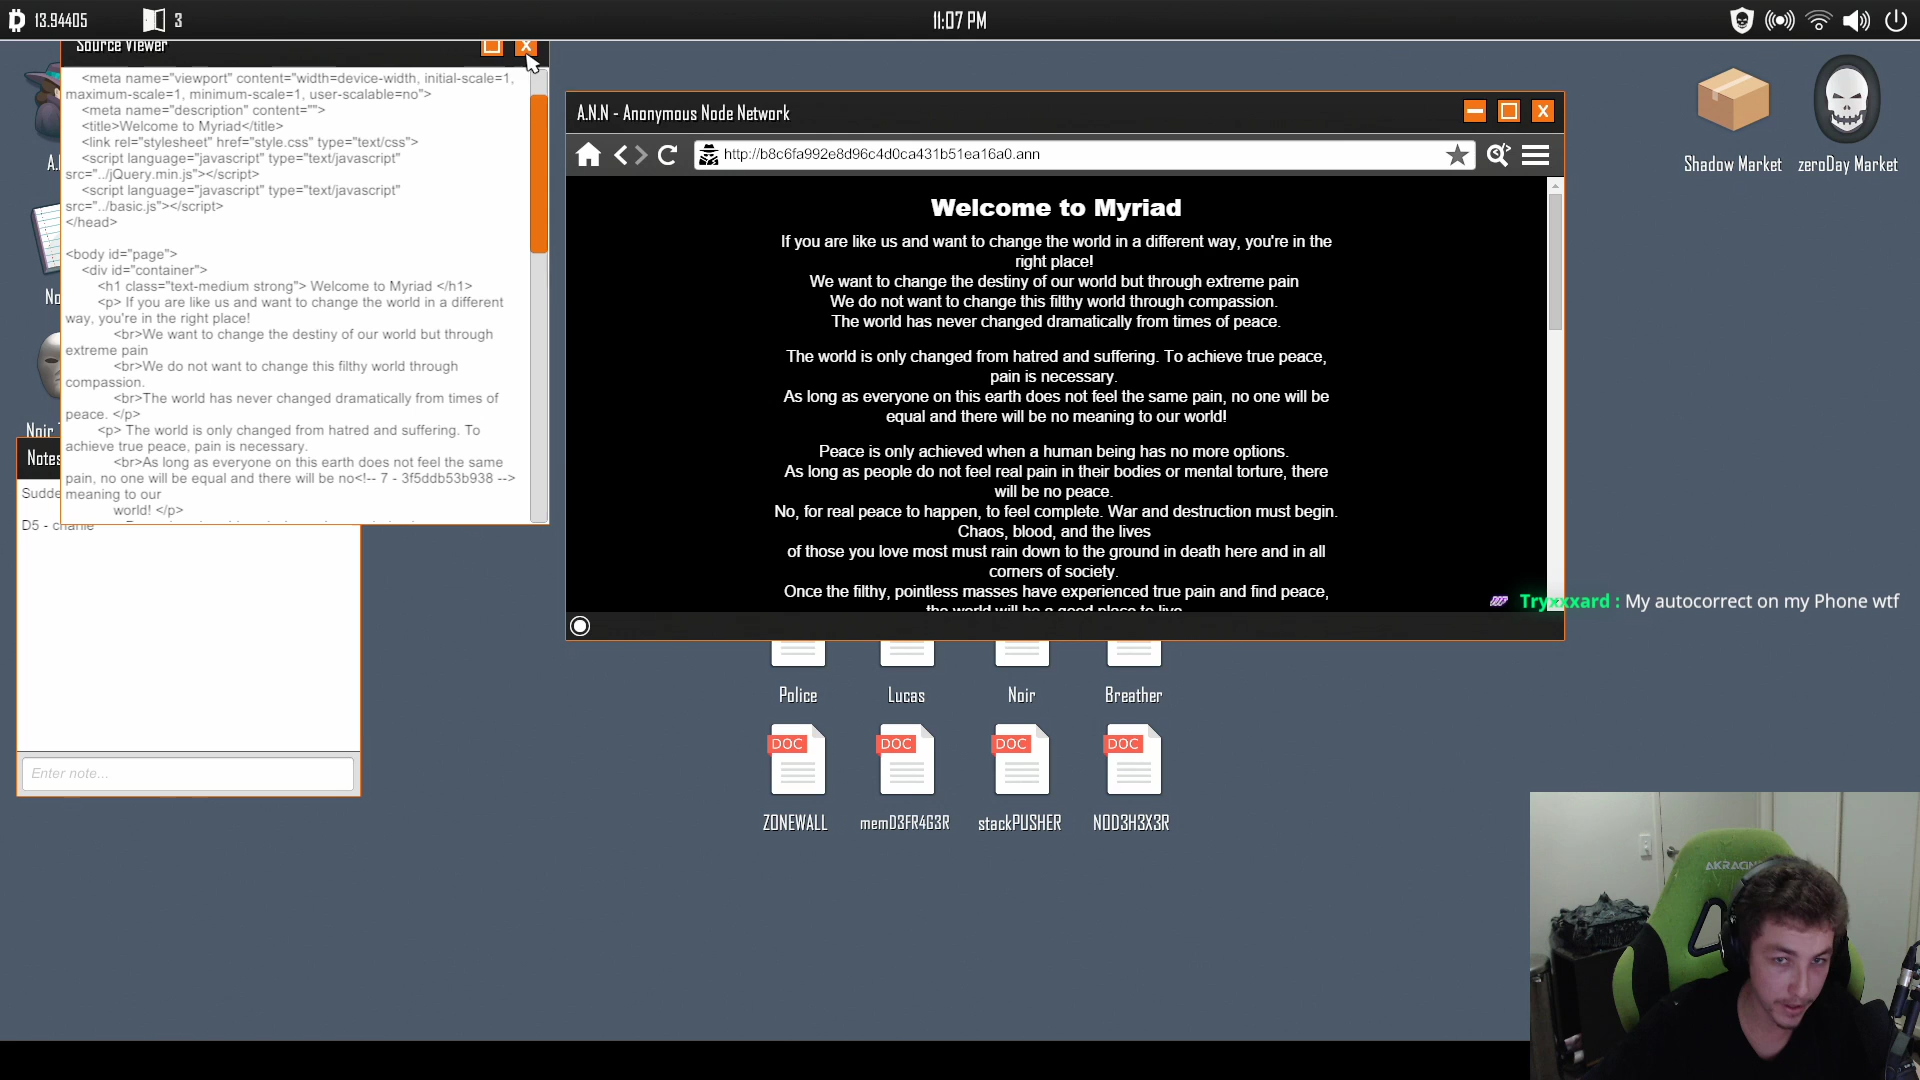 13.94405
3
11:07 PM
Source Viewer
X
<meta name="viewport" content="width=device-width, initial-scale=1,
maximum-scale=1, minimum-scale=1, user-scalable=no">
<meta name="description" content="">
<title>Welcome to Myriad</title>
<link rel="stylesheet" href="style.css" type="text/css">
<script language="javascript" type="text/javascript"
src="../jQuery.min.js"></script>
<script language="javascript" type="text/javascript"
src="../basic.js"></script>
</head>
<body id="page">
<div id="container">
<h1 class="text-medium strong"> Welcome to Myriad </h1>
<p> If you are like us and want to change the world in a different
way, you're in the right place!
<br>We want to change the destiny of our world but through
extreme pain
<br>We do not want to change this filthy world through
compassion.
<br>The world has never changed dramatically from times of
peace. </p>
<p> The world is only changed from hatred and suffering. To
achieve true peace, pain is necessary.
<br>As long as everyone on this earth does not feel the same
pain, no one will be equal and there will be no<!-- 7 - 3f5ddb53b938 -->
meaning to our
world! </p>
Notes
D5 - charlie
Enter note...
A.N.N - Anonymous Node Network
X
http://b8c6fa992e8d96c4d0ca431b51ea16a0.ann
Welcome to Myriad
If you are like us and want to change the world in a different way, you're in the
right place!
We want to change the destiny of our world but through extreme pain
We do not want to change this filthy world through compassion.
The world has never changed dramatically from times of peace.
The world is only changed from hatred and suffering. To achieve true peace,
pain is necessary.
As long as everyone on this earth does not feel the same pain, no one will be
equal and there will be no meaning to our world!
Peace is only achieved when a human being has no more options.
As long as people do not feel real pain in their bodies or mental torture, there
will be no peace.
No, for real peace to happen, to feel complete. War and destruction must begin.
Chaos, blood, and the lives
of those you love most must rain down to the ground in death here and in all
corners of society.
Once the filthy, pointless masses have experienced true pain and find peace,
the world will be a good place to live
Shadow Market
zeroDay Market
Tryxxxard : My autocorrect on my Phone wtf
Noir
Police
Lucas
Noir
Breather
DOC
DOC
DOC
DOC
ZONEWALL
memD3FR4G3R
stackPUSHER
NOD3H3X3R
AKRACING